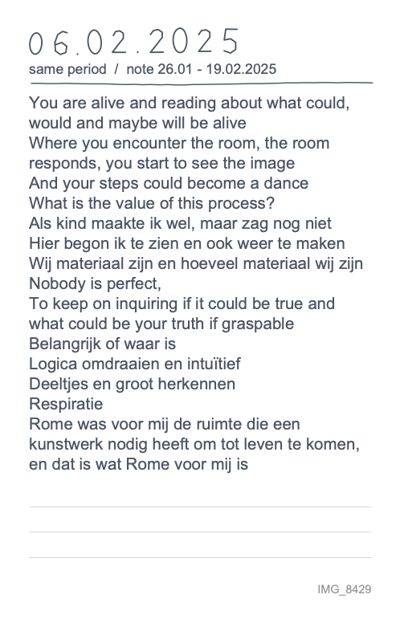 06.02.2025
same period / note 26.01 - 19.02.2025
You are alive and reading about what could,
would and maybe will be alive
Where you encounter the room, the room
responds, you start to see the image
And your steps could become a dance
What is the value of this process?
Als kind maakte ik wel, maar zag nog niet
Hier begon ik te zien en ook weer te maken
Wij materiaal zijn en hoeveel materiaal wij zijn
Nobody is perfect,
To keep on inquiring if it could be true and
what could be your truth if graspable
Belangrijk of waar is
Logica omdraaien en intuïtief
Deeltjes en groot herkennen
Respiratie
Rome was voor mij de ruimte die een
kunstwerk nodig heeft om tot leven te komen,
en dat is wat Rome voor mij is
IMG_8429